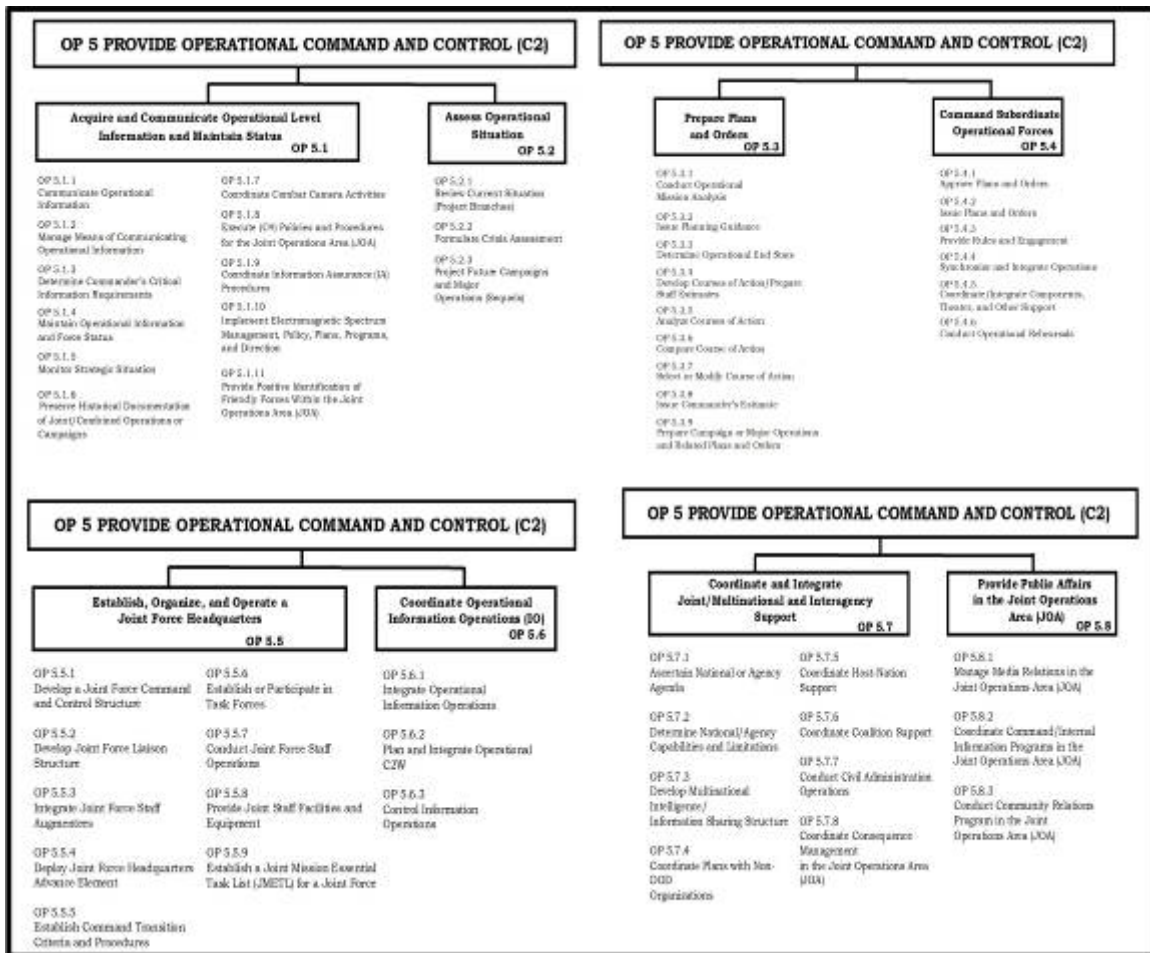 OP 5 PROVIDE OPERATIONAL COMMAND AND CONTROL (C2)
Acquire and Communicate Operational Level
Information and Maintain Status
OP 5.1
Assess Operational
Situation
OP 5.2
OP 5.1.1
Communicate Operational
Information
OP 5.1.2
Manage Means of Communicating
Operational Information
OP 5.1.3
Determine Commander's Critical
Information Requirements
OP 5.1.4
Maintain Operational Information
and Force Status
OP 5.1.5
Monitor Strategic Situation
OP 5.1.6
Preserve Historical Documentation
of Joint/Combined Operations or
Campaigns
OP 5.1.7
Coordinate Combat Camera Activities
OP 5.1.8
Execute (C4) Policies and Procedures
for the Joint Operations Area (JOA)
OP 5.1.9
Coordinate Information Assurance (IA)
Procedures
OP 5.1.10
Implement Electromagnetic Spectrum
Management, Policy, Plans, Programs,
and Direction
OP 5.1.11
Provide Positive Identification of
Friendly Forces Within the Joint
Operations Area (JOA)
OP 5.2.1
Review Current Situation
(Project Branches)
OP 5.2.2
Formulate Crisis Assessment
OP 5.2.3
Project Future Campaigns
and Major
Operations (Sequels)
OP 5 PROVIDE OPERATIONAL COMMAND AND CONTROL (C2)
Prepare Plans
and Orders
OP 5.3
Command Subordinate
Operational Forces
OP 5.4
OP 5.3.1
Conduct Operational
Mission Analysis
OP 5.3.2
Issue Planning Guidance
OP 5.3.3
Determine Operational End State
OP 5.3.4
Develop Courses of Action/Prepare
Staff Estimates
OP 5.3.5
Analyze Courses of Action
OP 5.3.6
Compare Course of Action
OP 5.3.7
Select or Modify Course of Action
OP 5.3.8
Issue Commander's Estimate
OP 5.3.9
Prepare Campaign or Major Operations
and Related Plans and Orders
OP 5.4.1
Approve Plans and Orders
OP 5.4.2
Issue Plans and Orders
OP 5.4.3
Provide Rules and Engagement
OP 5.4.4
Synchronize and Integrate Operations
OP 5.4.5
Coordinate/Integrate Components,
Theater, and Other Support
OP 5.4.6
Conduct Operational Rehearsals
OP 5 PROVIDE OPERATIONAL COMMAND AND CONTROL (C2)
Establish, Organize, and Operate a
Joint Force Headquarters
OP 5.5
Coordinate Operational
Information Operations (IO)
OP 5.6
OP 5.5.1
Develop a Joint Force Command
and Control Structure
OP 5.5.2
Develop Joint Force Liaison
Structure
OP 5.5.3
Integrate Joint Force Staff
Augmentees
OP 5.5.4
Deploy Joint Force Headquarters
Advance Element
OP 5.5.5
Establish Command Transition
Criteria and Procedures
OP 5.5.6
Establish or Participate in
Task Forces
OP 5.5.7
Conduct Joint Force Staff
Operations
OP 5.5.8
Provide Joint Staff Facilities and
Equipment
OP 5.5.9
Establish a Joint Mission Essential
Task List (JMETL) for a Joint Force
OP 5.6.1
Integrate Operational
Information Operations
OP 5.6.2
Plan and Integrate Operational
C2W
OP 5.6.3
Control Information
Operations
OP 5 PROVIDE OPERATIONAL COMMAND AND CONTROL (C2)
Coordinate and Integrate
Joint/Multinational and Interagency
Support
OP 5.7
Provide Public Affairs
in the Joint Operations
Area (JOA)
OP 5.8
OP 5.7.1
Ascertain National or Agency
Agenda
OP 5.7.2
Determine National/Agency
Capabilities and Limitations
OP 5.7.3
Develop Multinational
Intelligence/
Information Sharing Structure
OP 5.7.4
Coordinate Plans with Non-
DOD
Organizations
OP 5.7.5
Coordinate Host-Nation
Support
OP 5.7.6
Coordinate Coalition Support
OP 5.7.7
Conduct Civil Administration
Operations
OP 5.7.8
Coordinate Consequence
Management
in the Joint Operations Area
(JOA)
OP 5.8.1
Manage Media Relations in the
Joint Operations Area (JOA)
OP 5.8.2
Coordinate Command/Internal
Information Programs in the
Joint Operations Area (JOA)
OP 5.8.3
Conduct Community Relations
Program in the Joint
Operations Area (JOA)